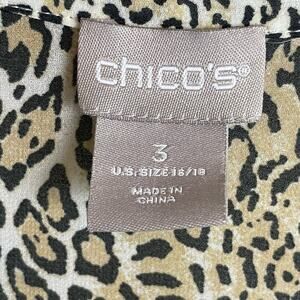 chico's®
3
U.S. SIZE 16/18
MADE IN
CHINA